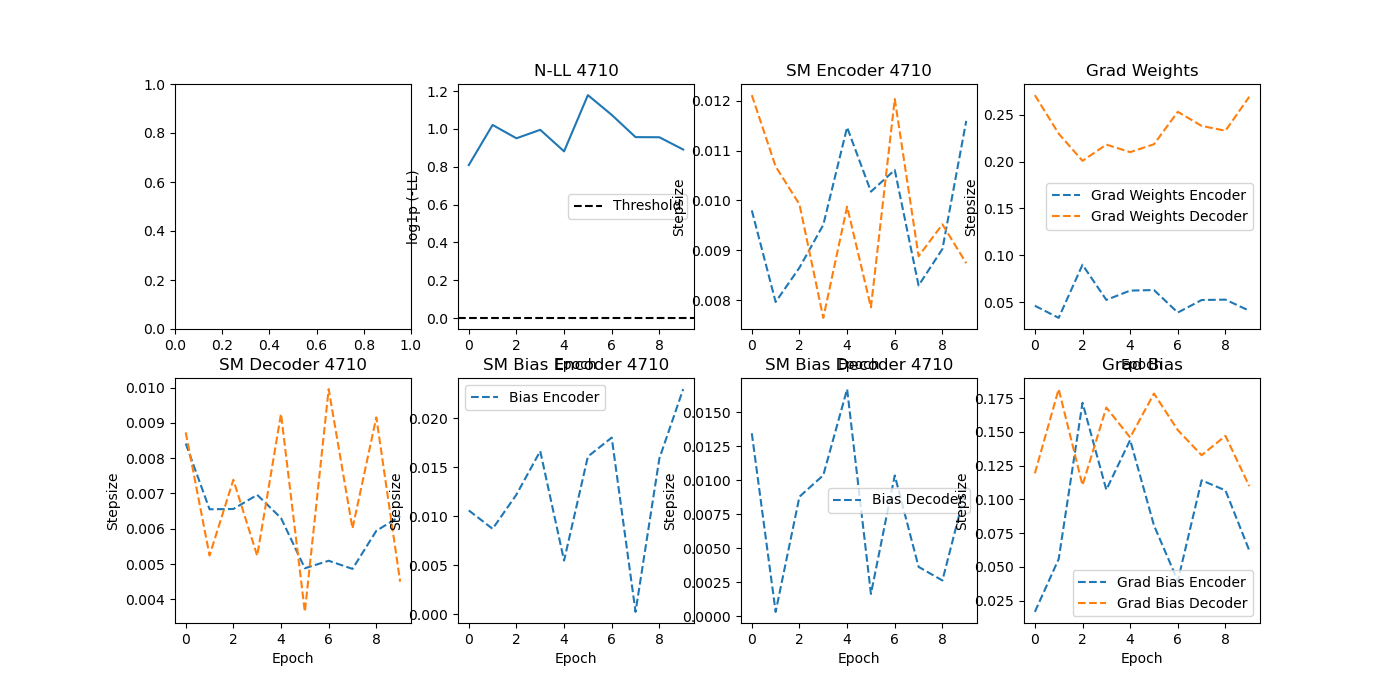 N-LL 4710
SM Encoder 4710
Grad Weights
1.0
0.8
0.6
0.4
0.2
0.0
0.0 0.2 0.4 0.6 0.8 1.0
log1p (-LL)
1.2
1.0
0.8
0.6
0.4
0.2
0.0
Threshold
0 2 4 6 8
Epoch
Stepsize
0.012
0.011
0.010
0.009
0.008
0 2 4 6 8
Epoch
Stepsize
0.25
0.20
0.15
0.10
0.05
Grad Weights Encoder
Grad Weights Decoder
0 2 4 6 8
Epoch
SM Decoder 4710
SM Bias Encoder 4710
SM Bias Decoder 4710
Grad Bias
Stepsize
0.010
0.009
0.008
0.007
0.006
0.005
0.004
0 2 4 6 8
Epoch
Stepsize
0.020
0.015
0.010
0.005
0.000
Bias Encoder
0 2 4 6 8
Epoch
Stepsize
0.0150
0.0125
0.0100
0.0075
0.0050
0.0025
0.0000
Bias Decoder
0 2 4 6 8
Epoch
Stepsize
0.175
0.150
0.125
0.100
0.075
0.050
0.025
Grad Bias Encoder
Grad Bias Decoder
0 2 4 6 8
Epoch